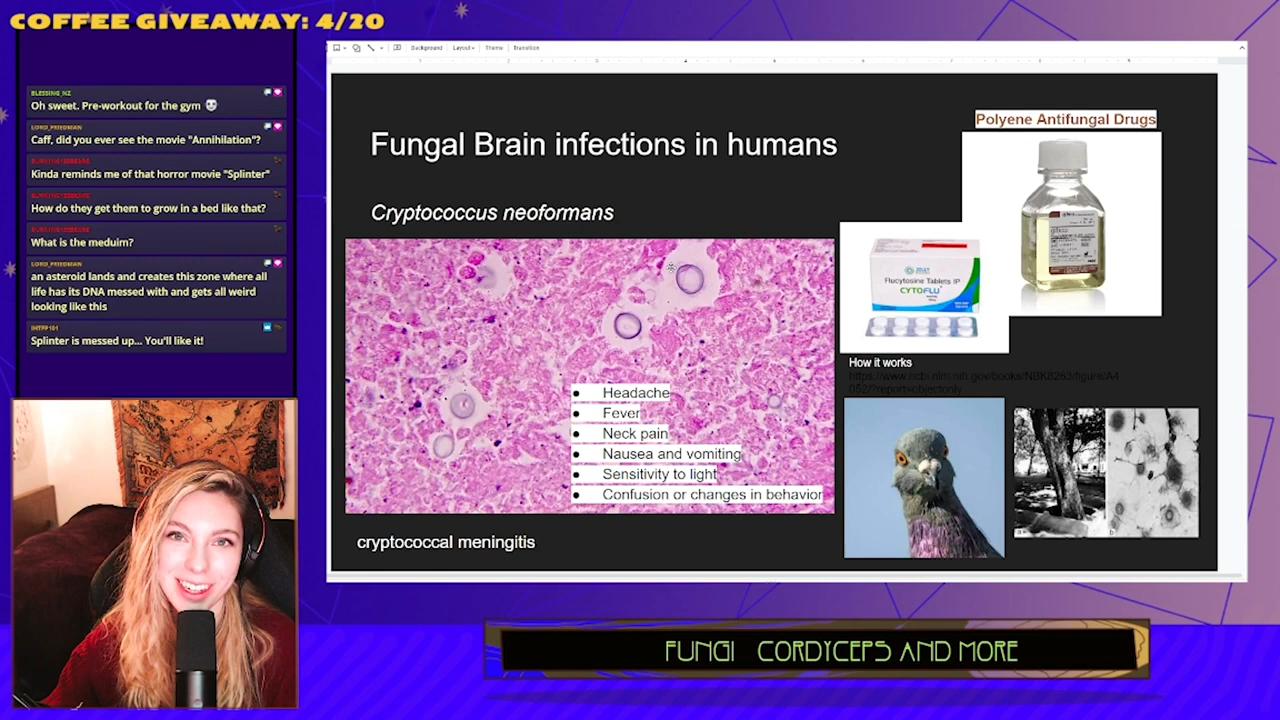 COFFEE GIVEAWAY: 4/20
BLESSING_NZ
Oh sweet. Pre-workout for the gym
LORD_FRIEDMAN
Caff, did you ever see the movie "Annihilation"?
Kinda reminds me of that horror movie "Splinter"
How do they get them to grow in a bed like that?
What is the meduim?
LORD_FRIEDMAN
an asteroid lands and creates this zone where all
life has its DNA messed with and gets all weird
looking like this
INTFP101
Splinter is messed up... You'll like it!
Background Layout Theme Transition
Fungal Brain infections in humans
Cryptococcus neoformans
Headache
Fever
Neck pain
Nausea and vomiting
Sensitivity to light
Confusion or changes in behavior
cryptococcal meningitis
Polyene Antifungal Drugs
gibco
Flucytosine Tablets IP
CYTOFLU
How it works
https://www.ncbi.nlm.nih.gov/books/NBK8263/figure/A4
052/?report=objectonly
a
b
FUNGI CORDYCEPS AND MORE